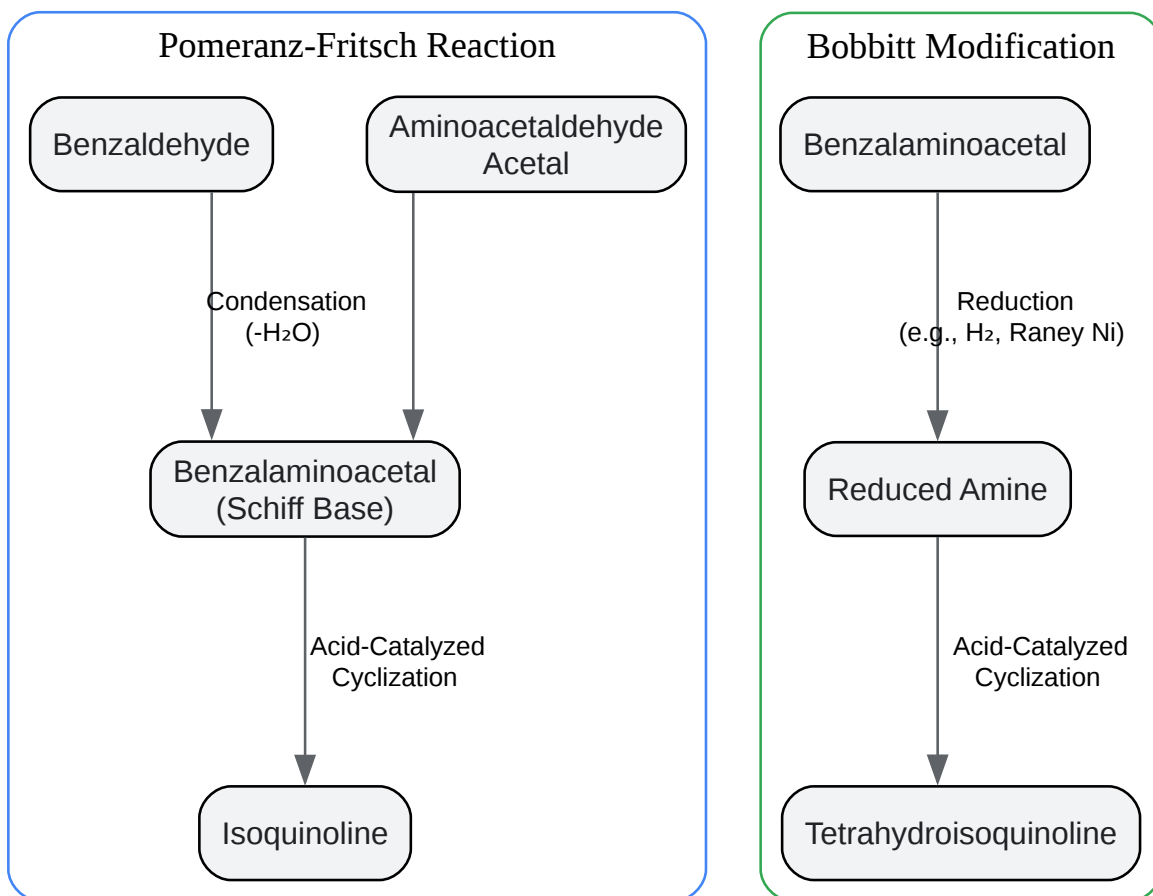 Pomeranz-Fritsch Reaction
Benzaldehyde
Aminoacetaldehyde
Acetal
Condensation
(-H₂O)
Benzalaminoacetal
(Schiff Base)
Acid-Catalyzed
Cyclization
Isoquinoline
Bobbitt Modification
Benzalaminoacetal
Reduction
(e.g., H₂, Raney Ni)
Reduced Amine
Acid-Catalyzed
Cyclization
Tetrahydroisoquinoline